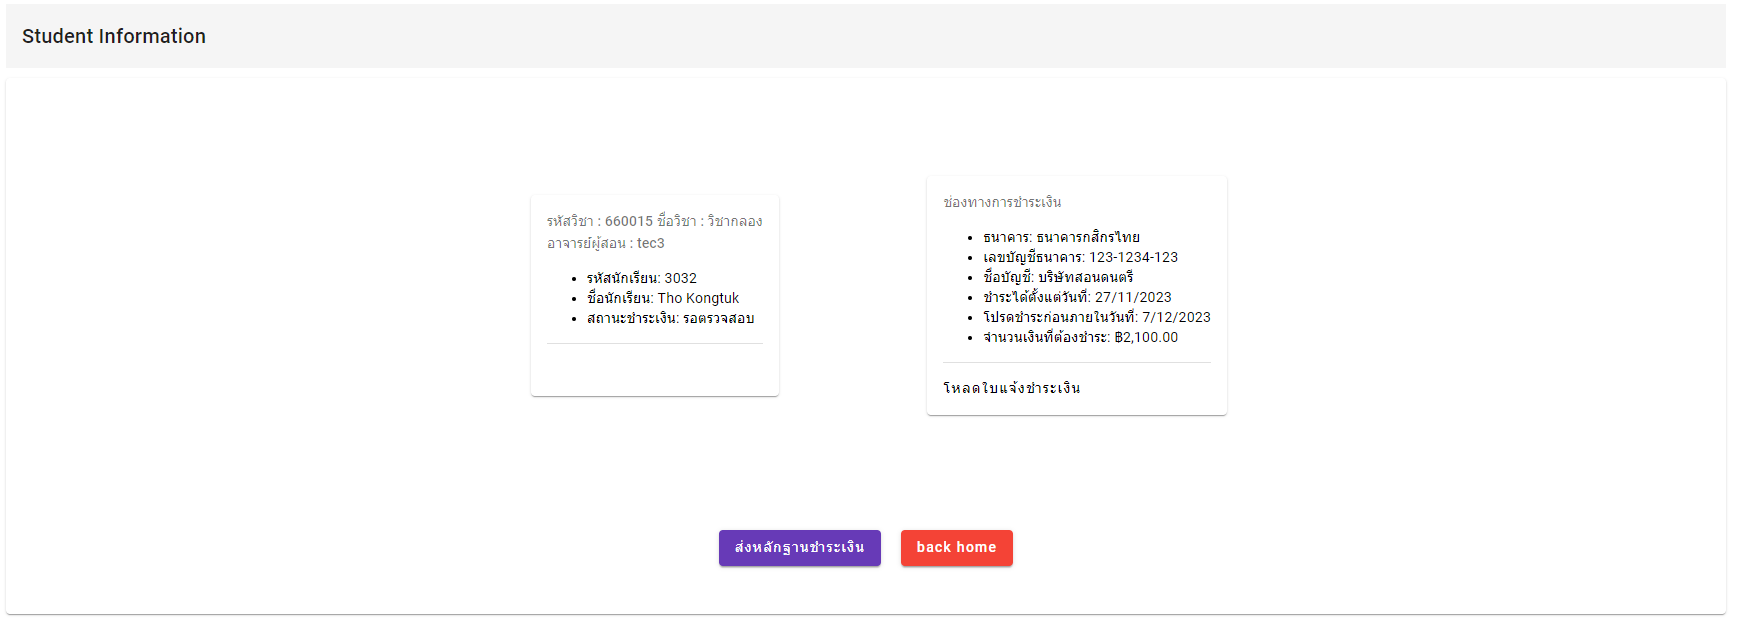 Student Information
รหัสวิชา : 660015 ชื่อวิชา : วิชากลอง
อาจารย์ผู้สอน : tec3
รหัสนักเรียน: 3032
ชื่อนักเรียน: Tho Kongtuk
สถานะชำระเงิน: รอตรวจสอบ
ช่องทางการชำระเงิน
ธนาคาร: ธนาคารกสิกรไทย
เลขบัญชีธนาคาร: 123-1234-123
ชื่อบัญชี: บริษัทสอนดนตรี
ชำระได้ตั้งแต่วันที่: 27/11/2023
โปรดชำระก่อนภายในวันที่: 7/12/2023
จำนวนเงินที่ต้องชำระ: ฿2,100.00
โหลดใบแจ้งชำระเงิน
ส่งหลักฐานชำระเงิน
back home